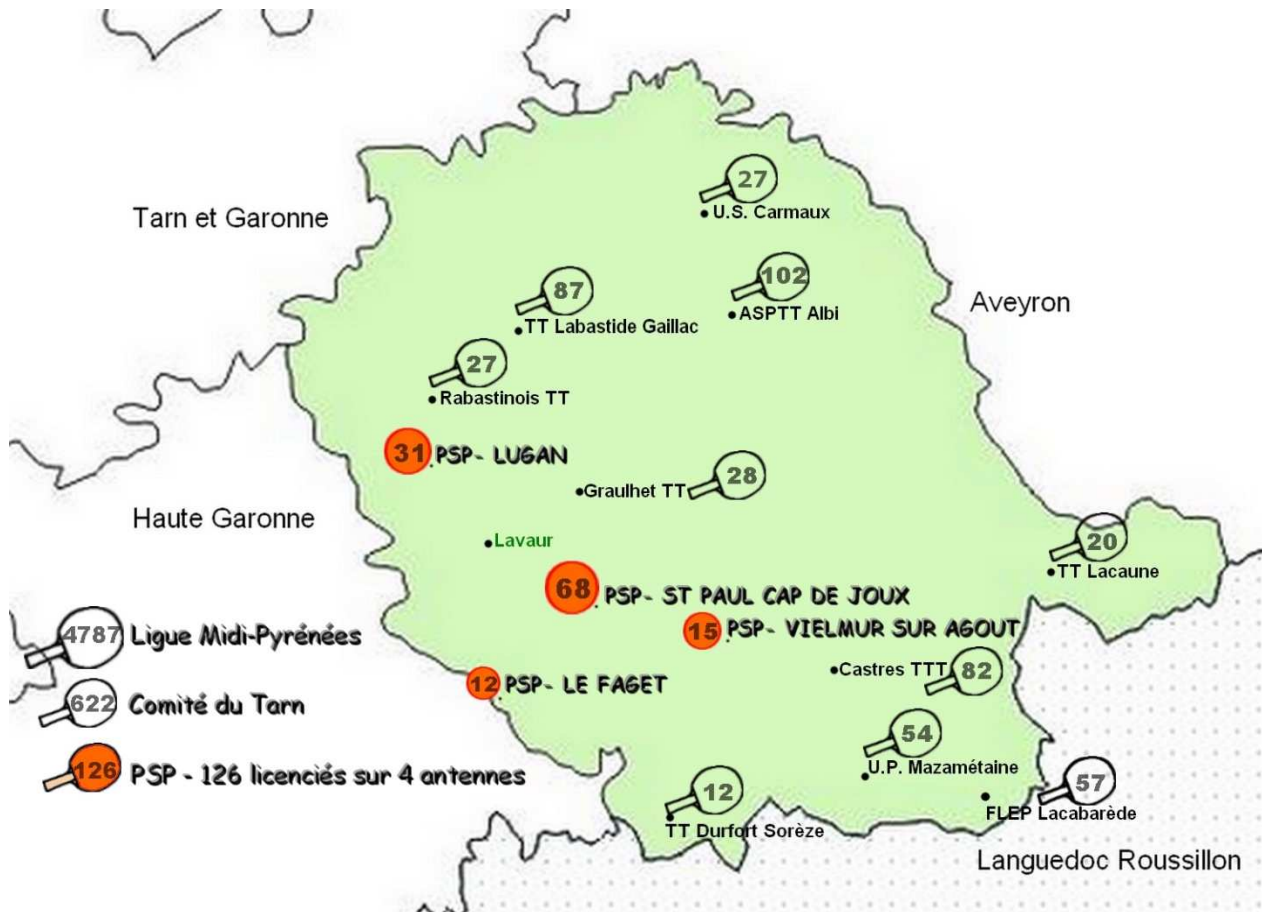 27
U.S. Carmaux
Tarn et Garonne
102
ASPTT Albi
87
TT Labastide Gaillac
Aveyron
27
Rabastinois TT
31 PSP- LUGAN
28
Graulhet TT
Haute Garonne
Lavaur
20
TT Lacaune
68 PSP- ST PAUL CAP DE JOUX
15 PSP- VIELMUR SUR AGOUT
4787 Ligue Midi-Pyrénées
Castres TTT 82
12 PSP- LE FAGET
622 Comité du Tarn
54
U.P. Mazamétaine
126 PSP - 126 licenciés sur 4 antennes
57
FLEP Lacabarède
12
TT Durfort Sorèze
Languedoc Roussillon